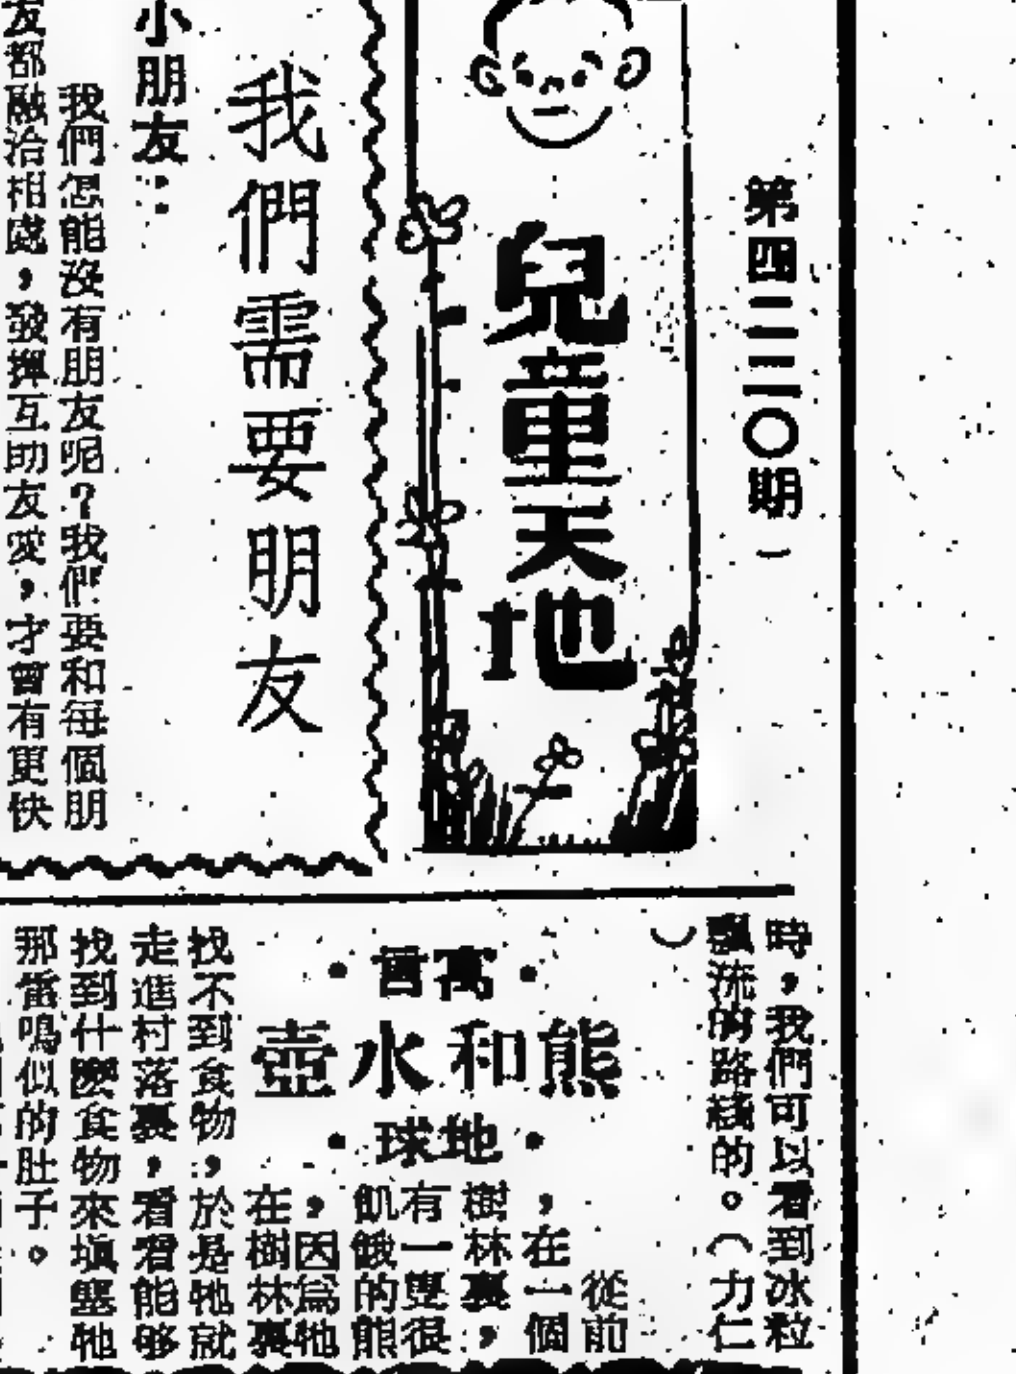 第四二三〇期
兒童天地
我們需要朋友
小朋友：
我們怎能沒有朋友呢？我們要和每個朋
友都融洽相處，發揮互助友愛，才會有更快
時，我們可以看到冰粒
飄流的路綫的。（力仁
）
·寓言·
熊和水壺
·地球·
從前
，在一個
樹林裏，
有一隻很
飢餓的熊
，因爲牠
在樹林裏
找不到食物，於是牠就
走進村落裏，看看能够
找到什麽食物來塡塞牠
那雷鳴似的肚子。